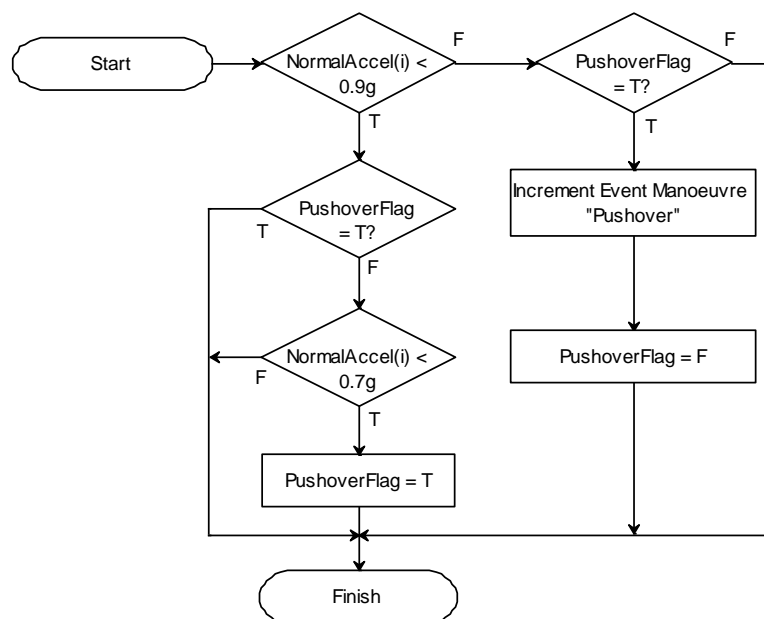 Start
NormalAccel(i) <
0.9g
F
PushoverFlag
= T?
F
T
T
Increment Event Manoeuvre
"Pushover"
PushoverFlag
= T?
T
F
NormalAccel(i) <
0.7g
F
T
PushoverFlag = F
PushoverFlag = T
Finish